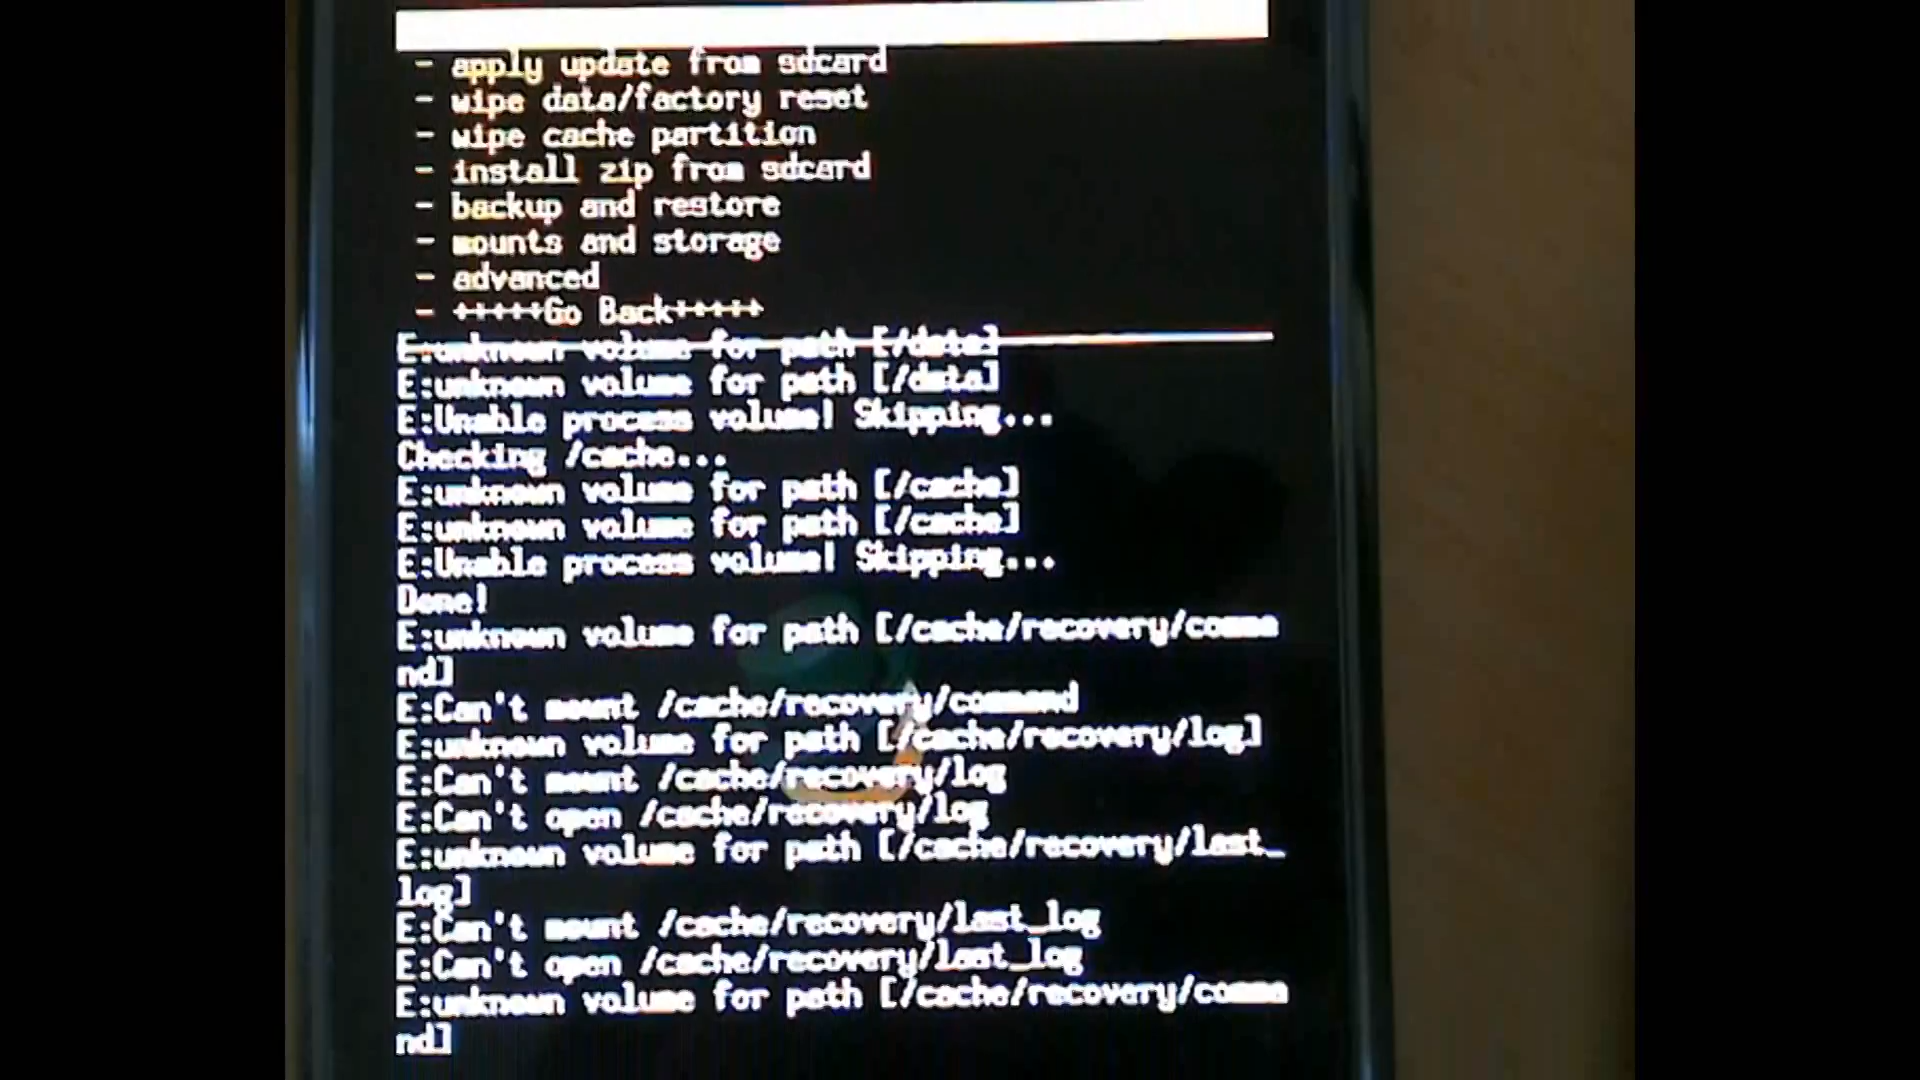 - apply update from sdcard
- wipe data/factory reset
- wipe cache partition
- install zip from sdcard
- backup and restore
- mounts and storage
- advanced
- +++++Go Back+++++
E:unknown volume for path [/data]
E:unknown volume for path [/data]
E:Unable process volume! Skipping...
Checking /cache...
E:unknown volume for path [/cache]
E:unknown volume for path [/cache]
E:Unable process volume! Skipping...
Done!
E:unknown volume for path [/cache/recovery/comma
nd]
E:Can't mount /cache/recovery/command
E:unknown volume for path [/cache/recovery/log]
E:Can't mount /cache/recovery/log
E:Can't open /cache/recovery/log
E:unknown volume for path [/cache/recovery/last_
log]
E:Can't mount /cache/recovery/last_log
E:Can't open /cache/recovery/last_log
E:unknown volume for path [/cache/recovery/comma
nd]